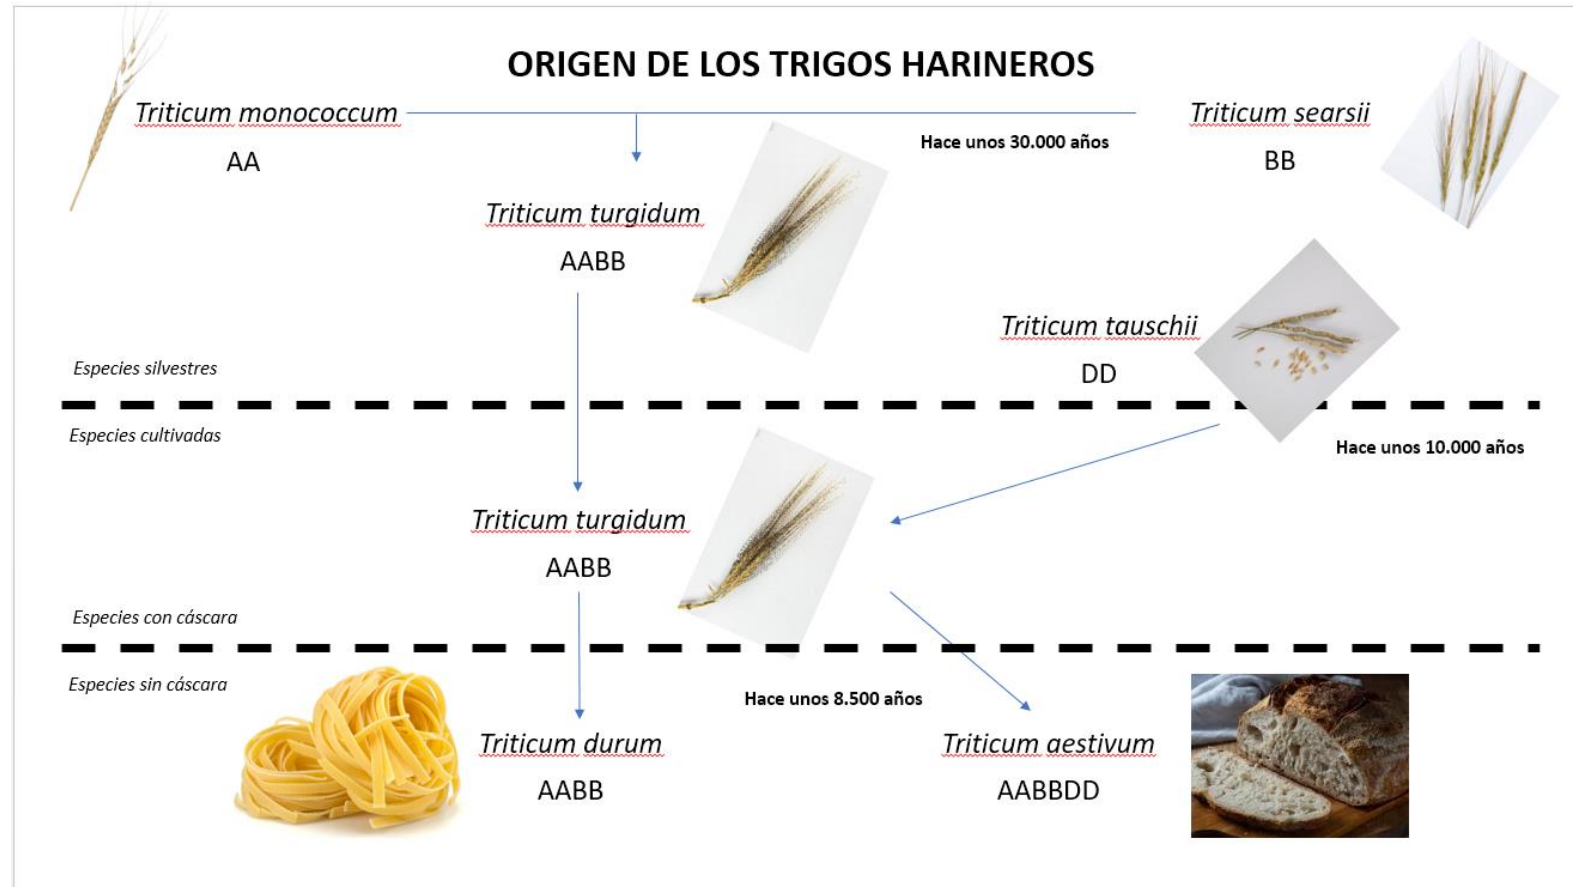 ORIGEN DE LOS TRIGOS HARINEROS
Triticum monococcum
AA
Hace unos 30.000 años
Triticum searsii
BB
Triticum turgidum
AABB
Triticum tauschii
DD
Especies silvestres
Especies cultivadas
Hace unos 10.000 años
Triticum turgidum
AABB
Especies con cáscara
Especies sin cáscara
Hace unos 8.500 años
Triticum durum
AABB
Triticum aestivum
AABBDD